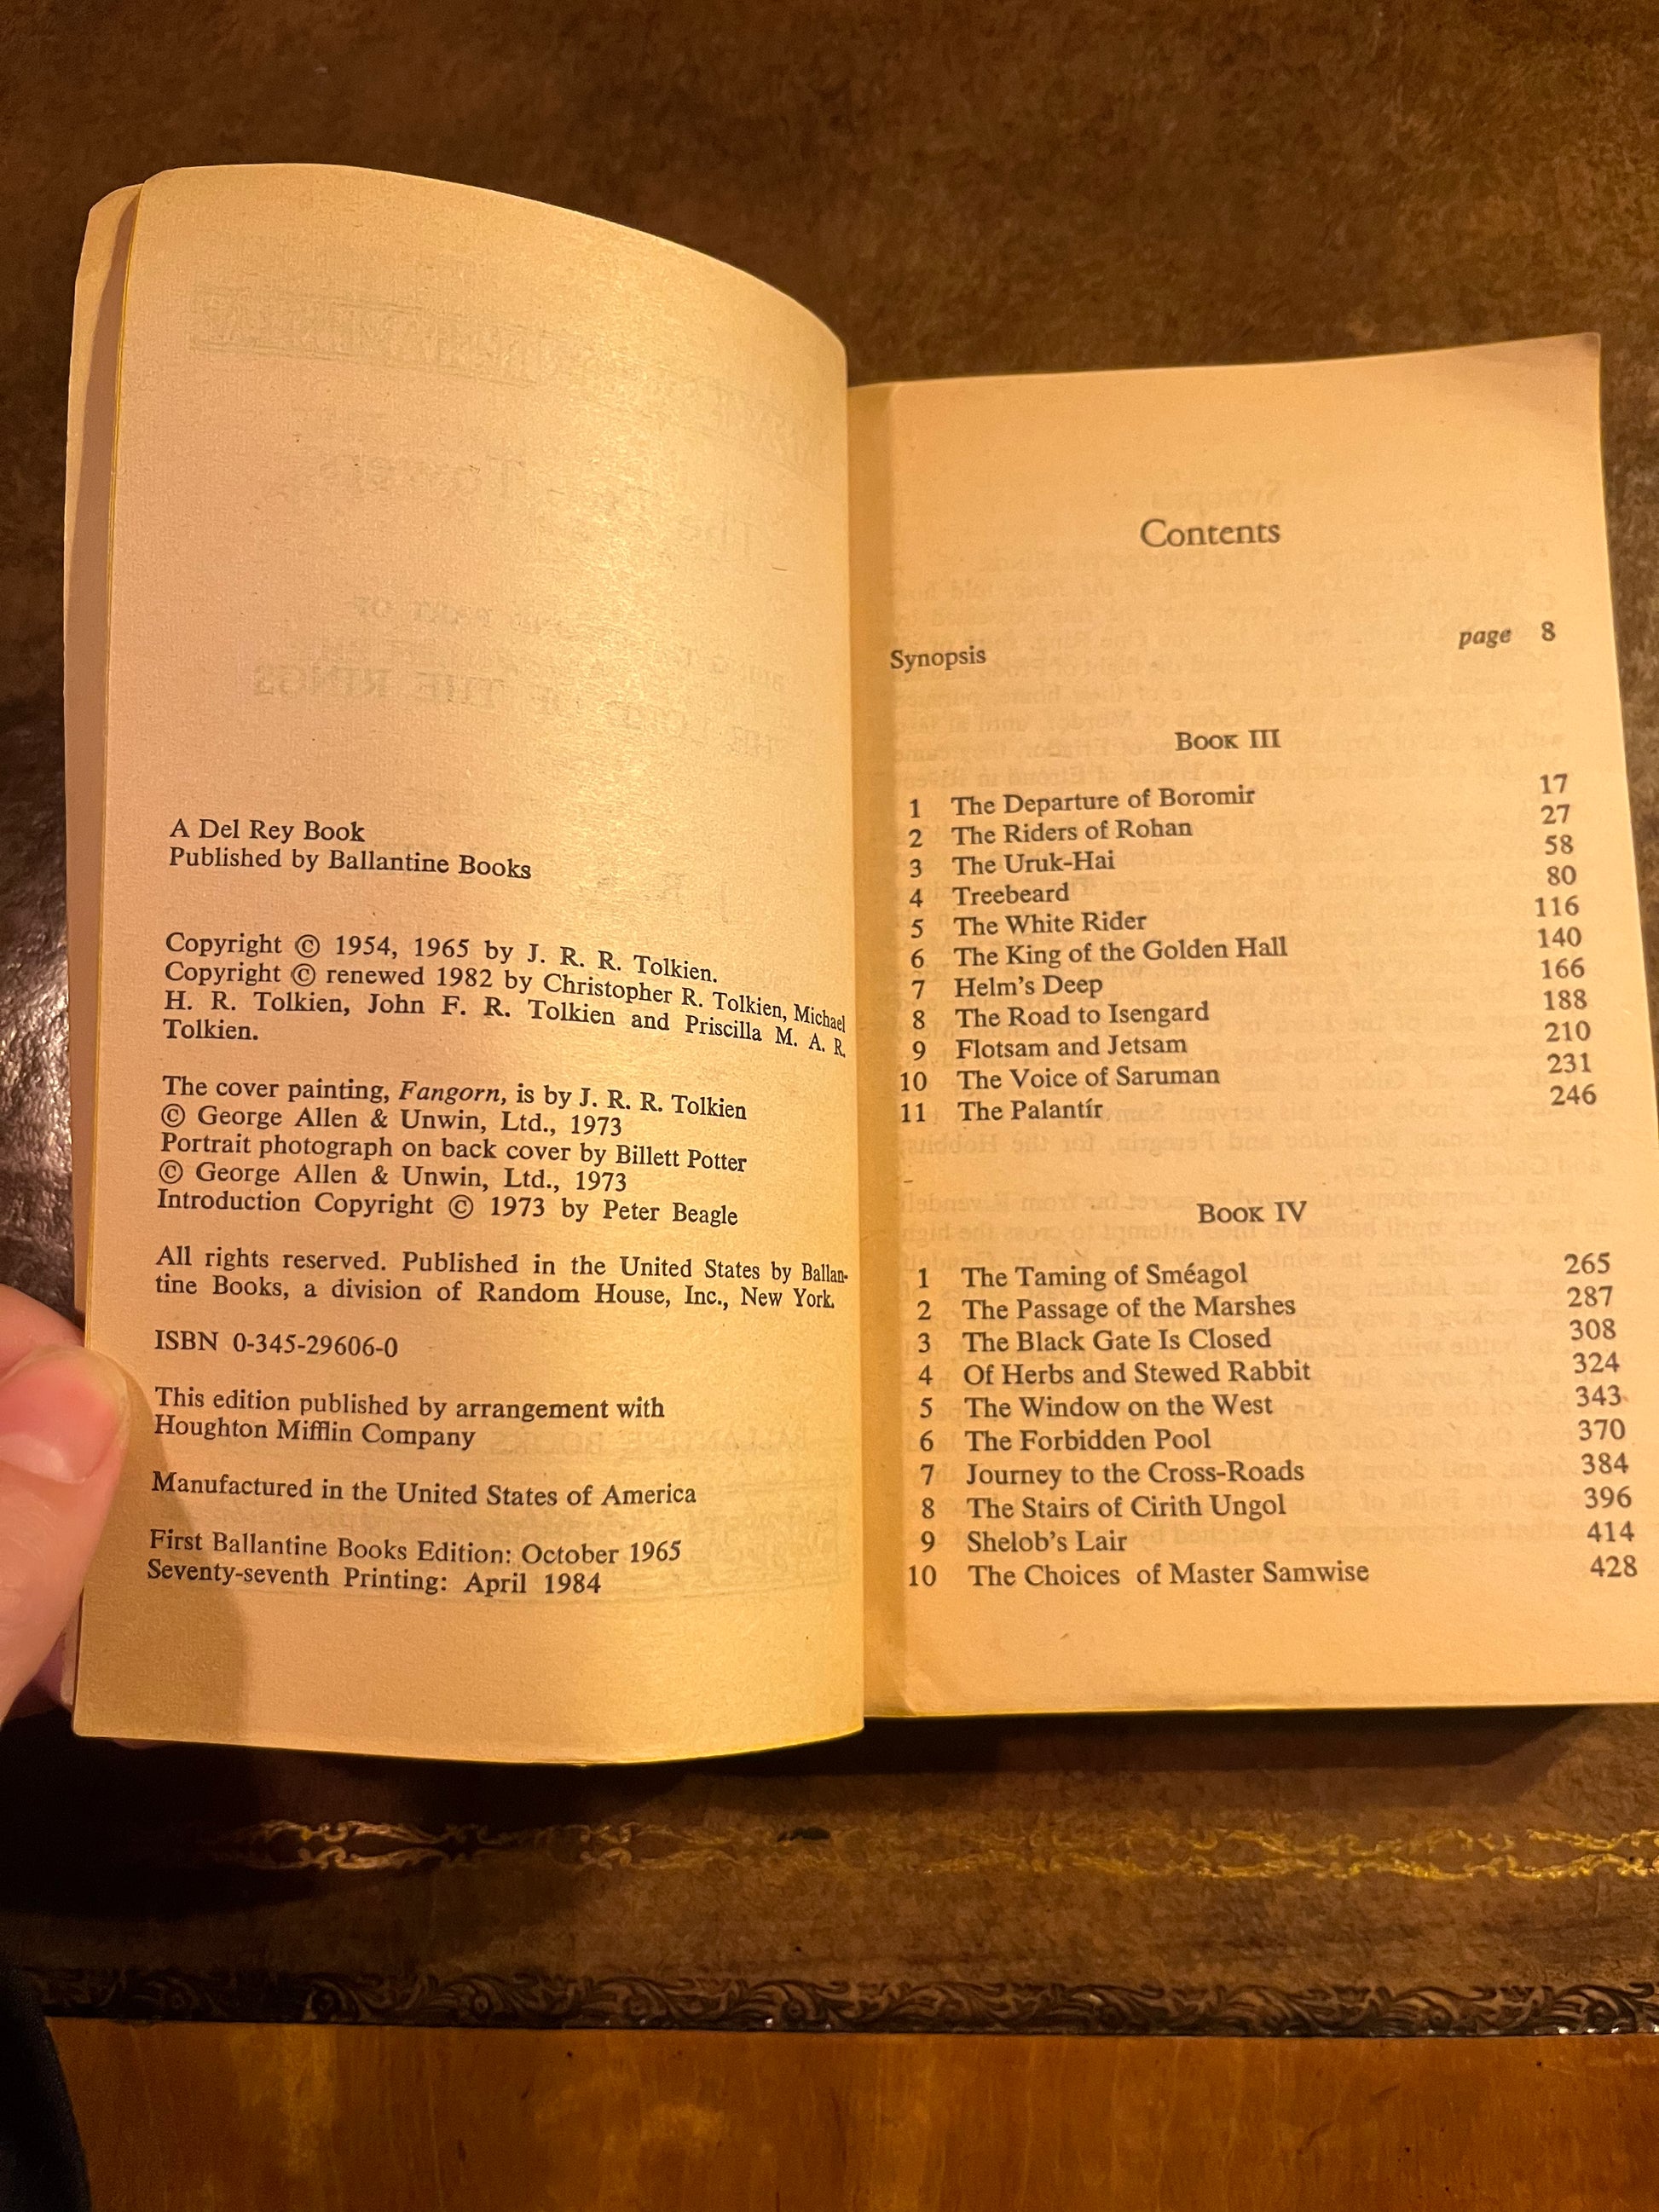 A Del Rey Book
Published by Ballantine Books
Copyright © 1954, 1965 by J. R. R. Tolkien.
Copyright © renewed 1982 by Christopher R. Tolkien, Michael
H. R. Tolkien, John F. R. Tolkien and Priscilla M. A. R.
Tolkien.
The cover painting, Fangorn, is by J. R. R. Tolkien
© George Allen & Unwin, Ltd., 1973
Portrait photograph on back cover by Billett Potter
© George Allen & Unwin, Ltd., 1973
Introduction Copyright © 1973 by Peter Beagle
All rights reserved. Published in the United States by Ballan-
tine Books, a division of Random House, Inc., New York.
ISBN 0-345-29606-0
This edition published by arrangement with
Houghton Mifflin Company
Manufactured in the United States of America
First Ballantine Books Edition: October 1965
Seventy-seventh Printing: April 1984
Contents
Synopsis page 8
BOOK III
1 The Departure of Boromir 17
2 The Riders of Rohan 27
3 The Uruk-Hai 58
4 Treebeard 80
5 The White Rider 116
6 The King of the Golden Hall 140
7 Helm's Deep 166
8 The Road to Isengard 188
9 Flotsam and Jetsam 210
10 The Voice of Saruman 231
11 The Palantír 246
BOOK IV
1 The Taming of Sméagol 265
2 The Passage of the Marshes 287
3 The Black Gate Is Closed 308
4 Of Herbs and Stewed Rabbit 324
5 The Window on the West 343
6 The Forbidden Pool 370
7 Journey to the Cross-Roads 384
8 The Stairs of Cirith Ungol 396
9 Shelob's Lair 414
10 The Choices of Master Samwise 428